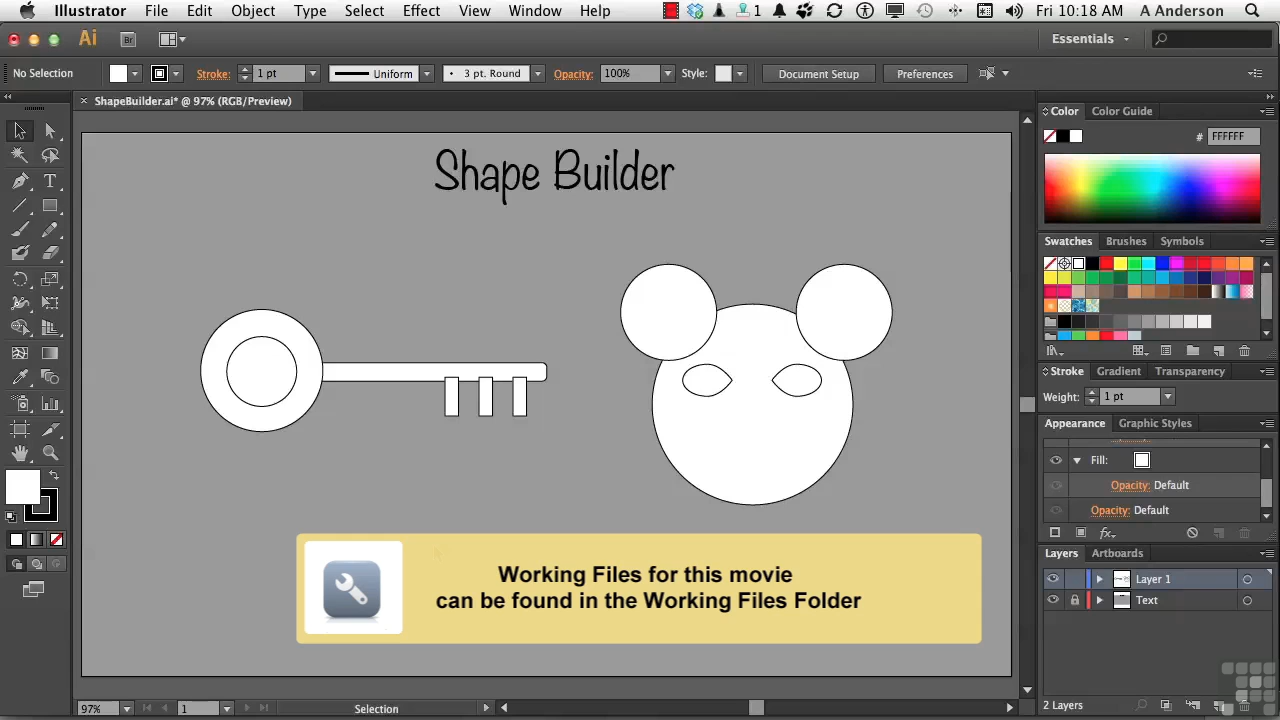 Illustrator File Edit Object Type Select Effect View Window Help 1 Fri 10:18 AM A Anderson
Ai Br Essentials
No Selection Stroke: 1 pt Uniform 3 pt. Round Opacity: 100% Style: Document Setup Preferences
ShapeBuilder.ai* @ 97% (RGB/Preview)
Color Color Guide
# FFFFFF
Shape Builder
Swatches Brushes Symbols
Stroke Gradient Transparency
Weight: 1 pt
Appearance Graphic Styles
Fill:
Opacity: Default
Opacity: Default
Layers Artboards
Layer 1
Text
Working Files for this movie
can be found in the Working Files Folder
97% 1 Selection
2 Layers